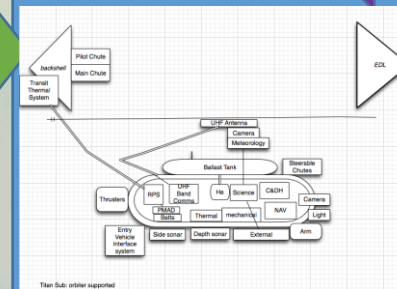 backshell
Pilot Chute
Main Chute
Transit
Thermal
System
EDL
UHF Antenna
Camera
Meteorology
Ballast Tank
Steerable
Chutes
Thrusters
RPS
UHF
Band
Comms
He
Science
C&DH
Camera
Light
PMAD
Batts
Thermal
mechanical
NAV
Entry
Vehicle
Interface
system
Side sonar
Depth sonar
External
Arm
Titan Sub: orbiter supported